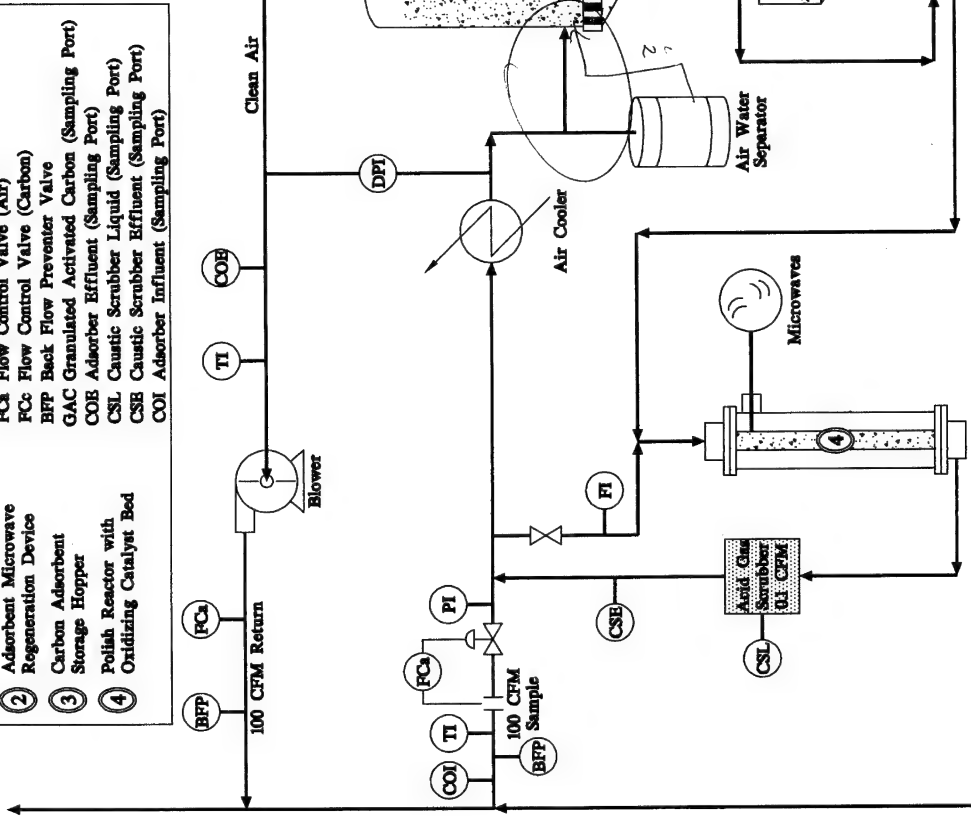 FCa Flow Control Valve (Air)
FCc Flow Control Valve (Carbon)
BFP Back Flow Preventer Valve
GAC Granulated Activated Carbon (Sampling Port)
COE Adsorber Effluent (Sampling Port)
CSL Caustic Scrubber Liquid (Sampling Port)
CSE Caustic Scrubber Effluent (Sampling Port)
COI Adsorber Influent (Sampling Port)
2 Adsorbent Microwave
Regeneration Device
3 Carbon Adsorbent
Storage Hopper
4 Polish Reactor with
Oxidizing Catalyst Bed
Clean Air
BFP
FCa
TI
COE
DPI
100 CFM Return
Blower
2
Air Water
Separator
Air Cooler
COI
TI
FCa
PI
BFP
100 CFM
Sample
FI
CSE
Microwaves
4
Acid Gas
Scrubber
0.1 CFM
CSL